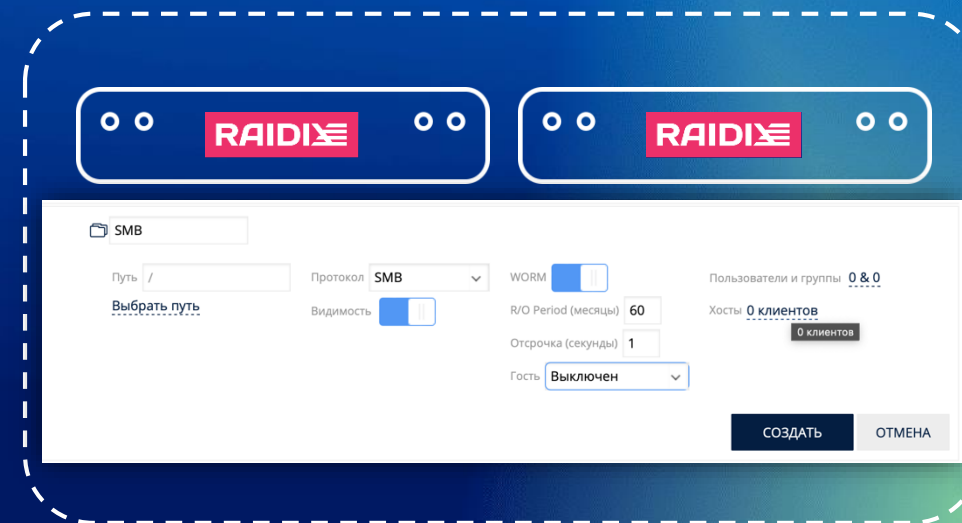 RAIDIX RAIDIX
SMB
Путь / Протокол SMB WORM Пользователи и группы 0 & 0
Выбрать путь Видимость R/O Period (месяцы) 60 Хосты 0 клиентов
0 клиентов
Отсрочка (секунды) 1
Гость Выключен
СОЗДАТЬ ОТМЕНА